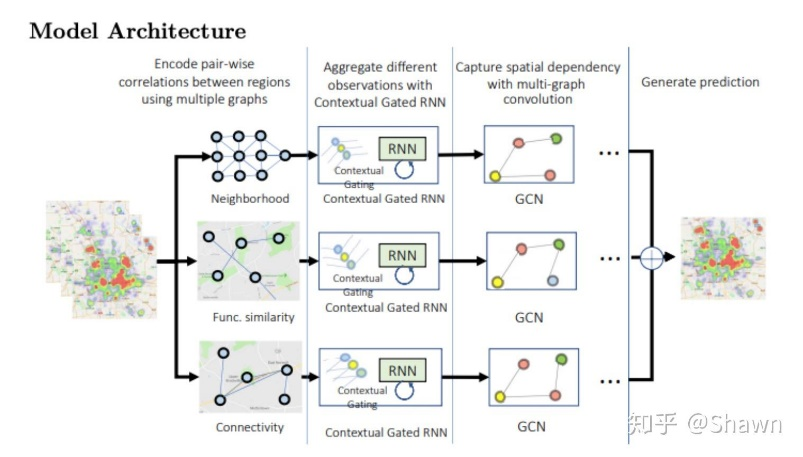 Model Architecture
Encode pair-wise
correlations between regions
using multiple graphs
Aggregate different
observations with
Contextual Gated RNN
Capture spatial dependency
with multi-graph
convolution
Generate prediction
Neighborhood
RNN
Contextual
Gating
Contextual Gated RNN
GCN
...
Func. similarity
RNN
Contextual
Gating
Contextual Gated RNN
GCN
...
Connectivity
RNN
Contextual
Gating
Contextual Gated RNN
GCN
...
知乎 @Shawn